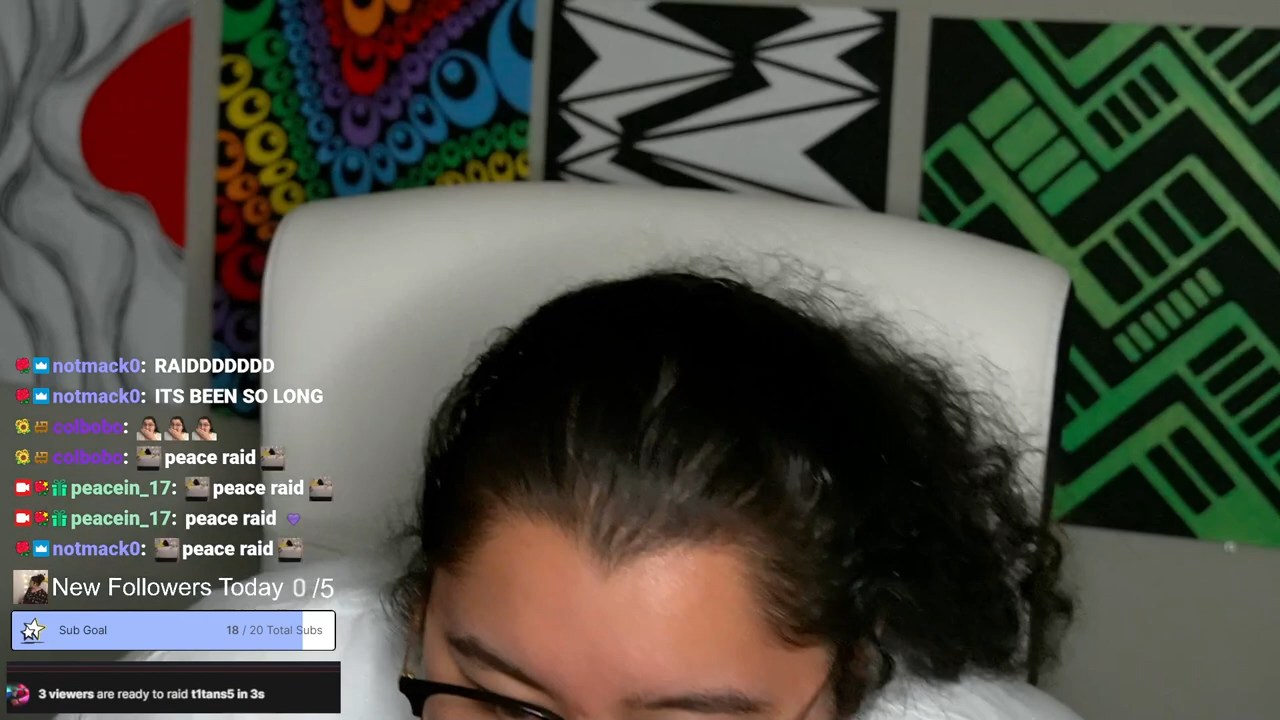 notmack0: RAIDDDDDDD
notmack0: ITS BEEN SO LONG
colbobo:
colbobo: peace raid
peacein_17: peace raid
peacein_17: peace raid
notmack0: peace raid
New Followers Today 0 /5
Sub Goal 18 / 20 Total Subs
3 viewers are ready to raid t1tans5 in 3s